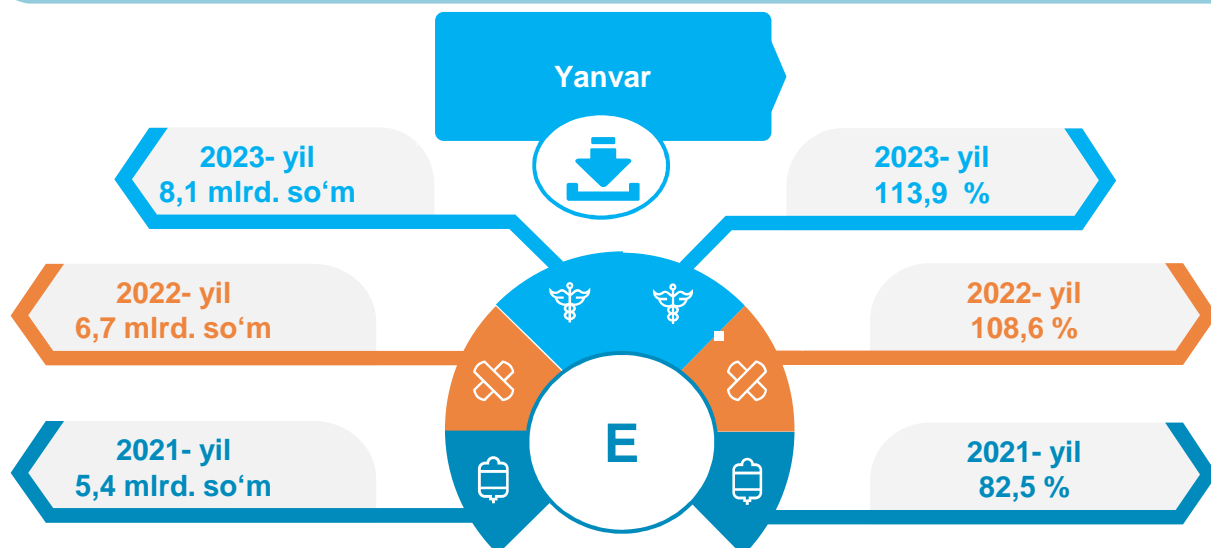 Yanvar
2023- yil
8,1 mlrd. so‘m
2023- yil
113,9 %
2022- yil
6,7 mlrd. so‘m
2022- yil
108,6 %
E
2021- yil
5,4 mlrd. so‘m
2021- yil
82,5 %